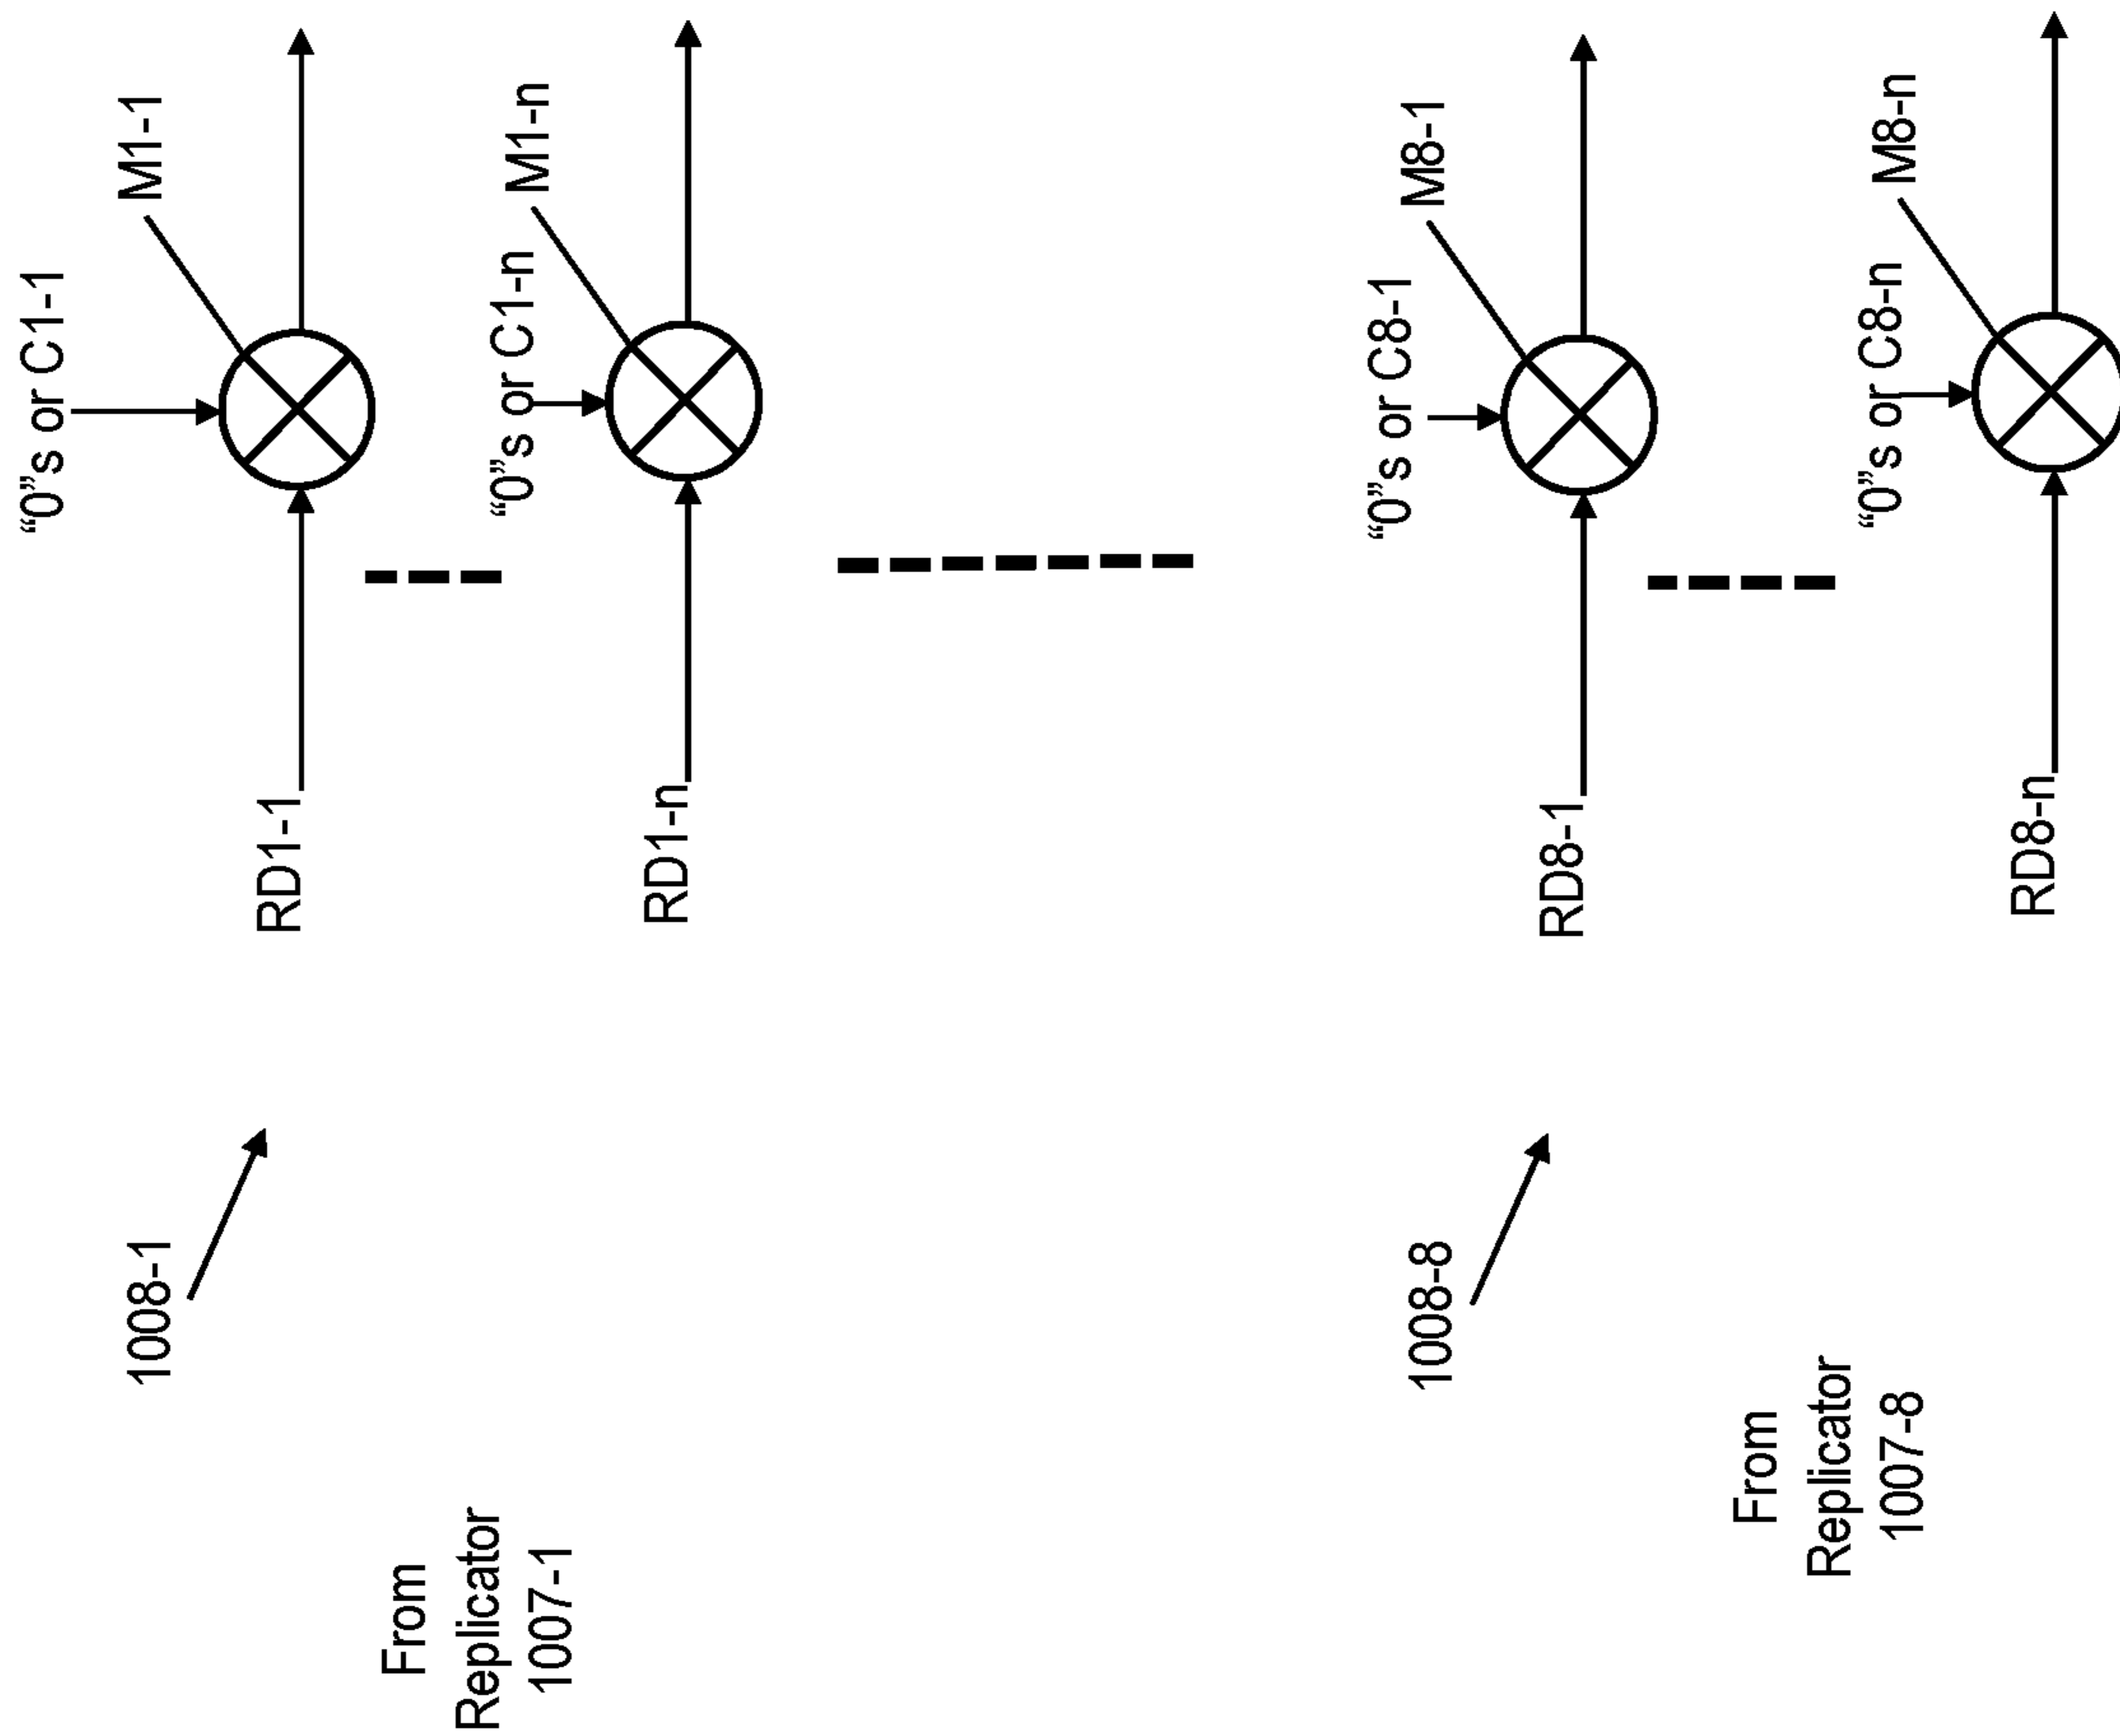 1008-1
From
Replicator
1007-1
RD1-1
“0”s or C1-1
M1-1
RD1-n
“0”s or C1-n
M1-n
1008-8
From
Replicator
1007-8
RD8-1
“0”s or C8-1
M8-1
RD8-n
“0”s or C8-n
M8-n